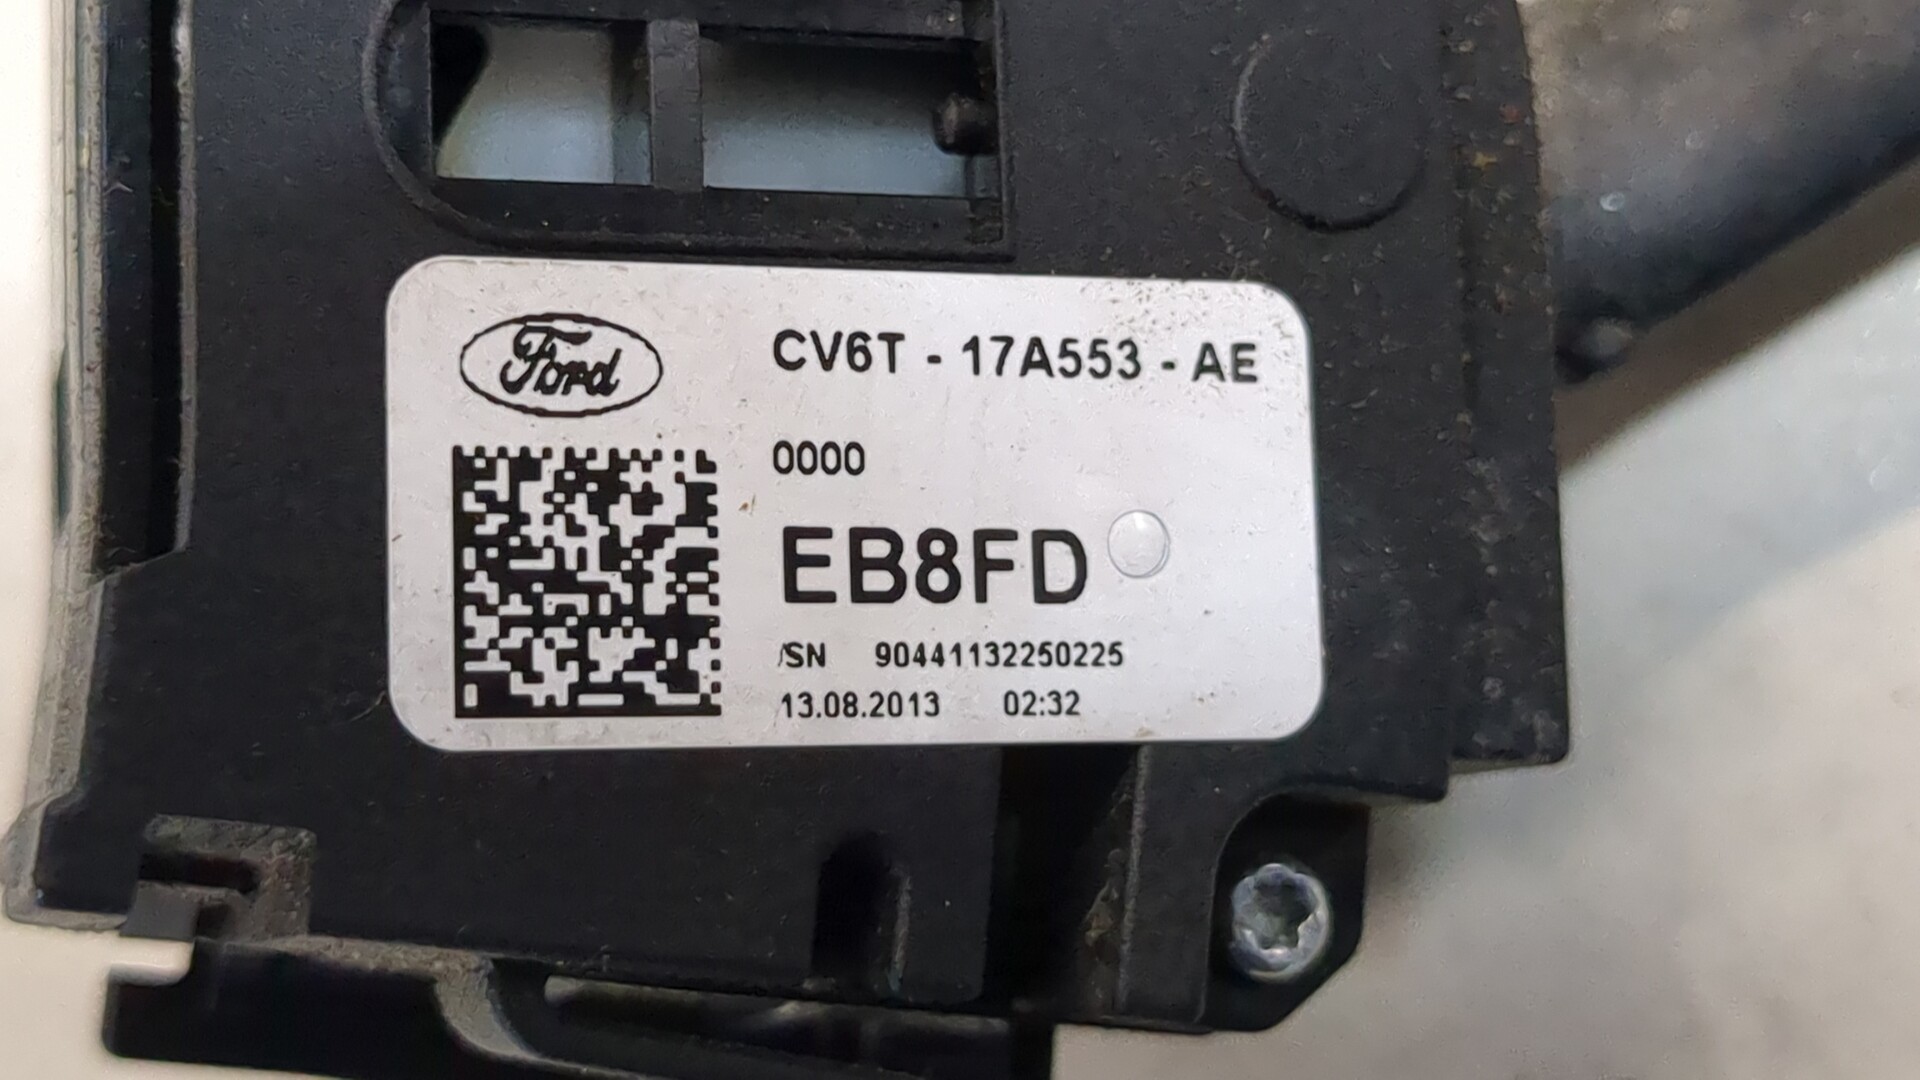 Ford
CV6T - 17A553 - AE
0000
EB8FD
/SN 90441132250225
13.08.2013 02:32